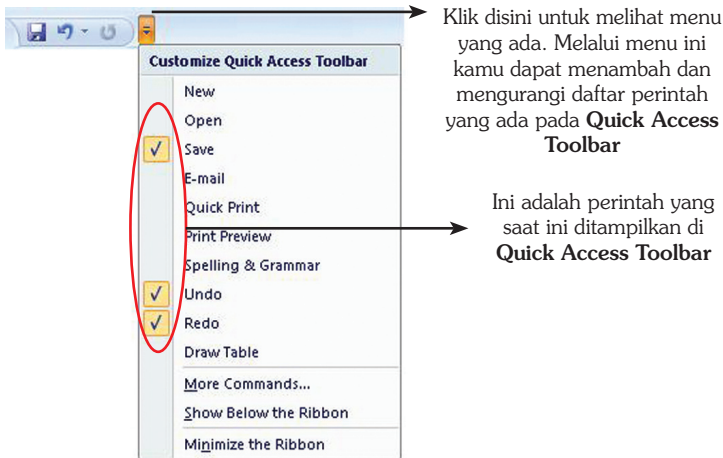 Klik disini untuk melihat menu
yang ada. Melalui menu ini
kamu dapat menambah dan
mengurangi daftar perintah
yang ada pada Quick Access
Toolbar
Customize Quick Access Toolbar
New
Open
Save
E-mail
Quick Print
Print Preview
Spelling & Grammar
Undo
Redo
Draw Table
More Commands...
Show Below the Ribbon
Minimize the Ribbon
Ini adalah perintah yang
saat ini ditampilkan di
Quick Access Toolbar